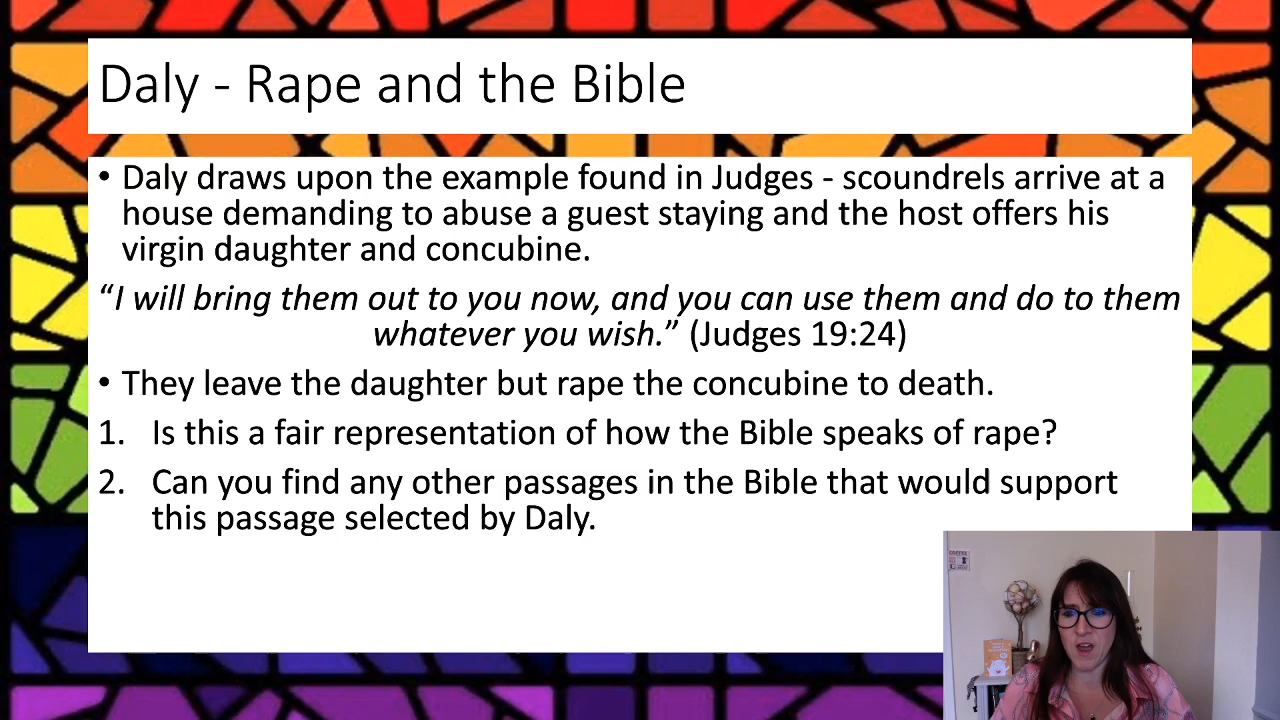 Daly - Rape and the Bible
• Daly draws upon the example found in Judges - scoundrels arrive at a
house demanding to abuse a guest staying and the host offers his
virgin daughter and concubine.
“I will bring them out to you now, and you can use them and do to them
whatever you wish.” (Judges 19:24)
• They leave the daughter but rape the concubine to death.
1. Is this a fair representation of how the Bible speaks of rape?
2. Can you find any other passages in the Bible that would support
this passage selected by Daly.